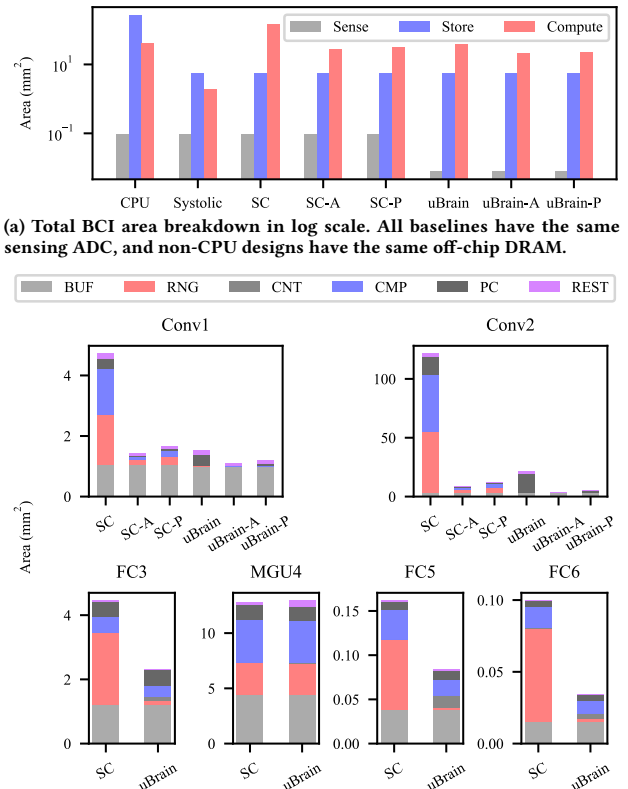 Sense Store Compute
Area (mm²)
10¹
10⁻¹
CPU Systolic SC SC-A SC-P uBrain uBrain-A uBrain-P
(a) Total BCI area breakdown in log scale. All baselines have the same
sensing ADC, and non-CPU designs have the same off-chip DRAM.
BUF RNG CNT CMP PC REST
Conv1 Conv2
4 100
2 50
0 0
SC SC-A SC-P uBrain uBrain-A uBrain-P SC SC-A SC-P uBrain uBrain-A uBrain-P
Area (mm²)
FC3 MGU4 FC5 FC6
4 10 0.15 0.10
2 5 0.10 0.05
0 0 0.05 0.00
0.00
SC uBrain SC uBrain SC uBrain SC uBrain